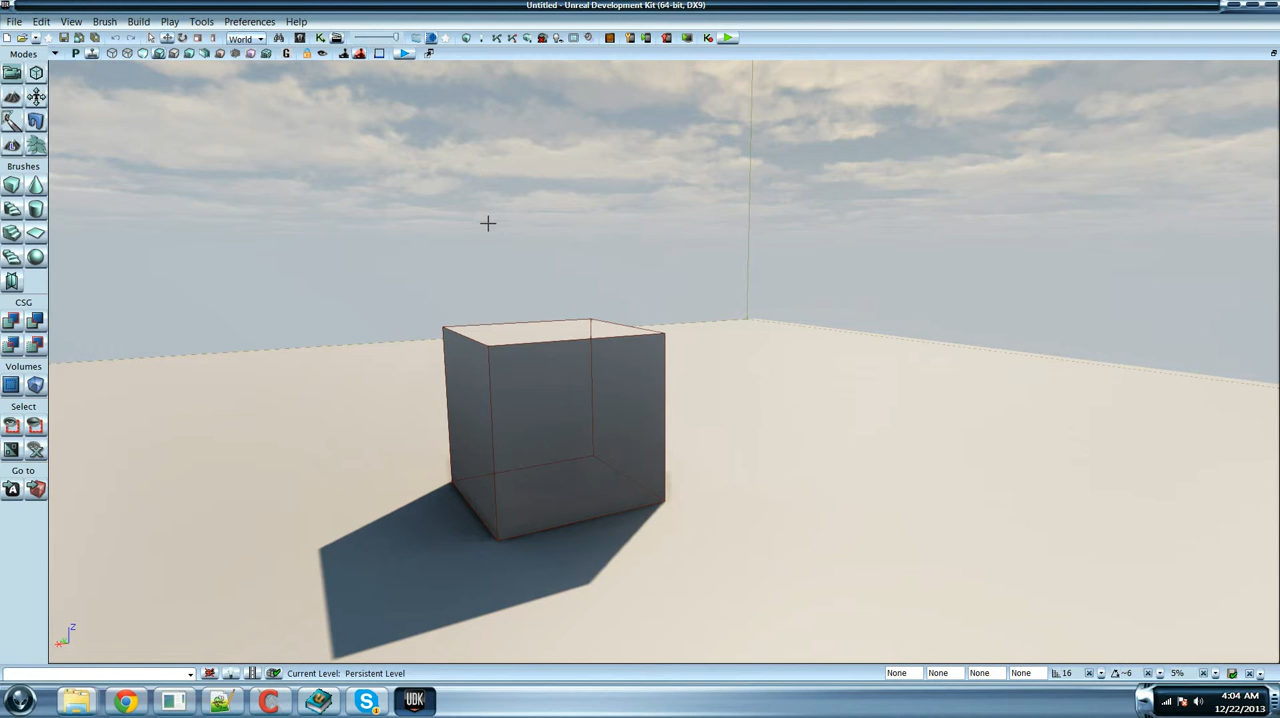 Untitled - Unreal Development Kit (64-bit, DX9)
File Edit View Brush Build Play Tools Preferences Help
World
Modes
P
G
Brushes
CSG
Volumes
Select
Go to
Z
Current Level: Persistent Level
None None None None 16 ~6 5%
UDK
4:04 AM
12/22/2013